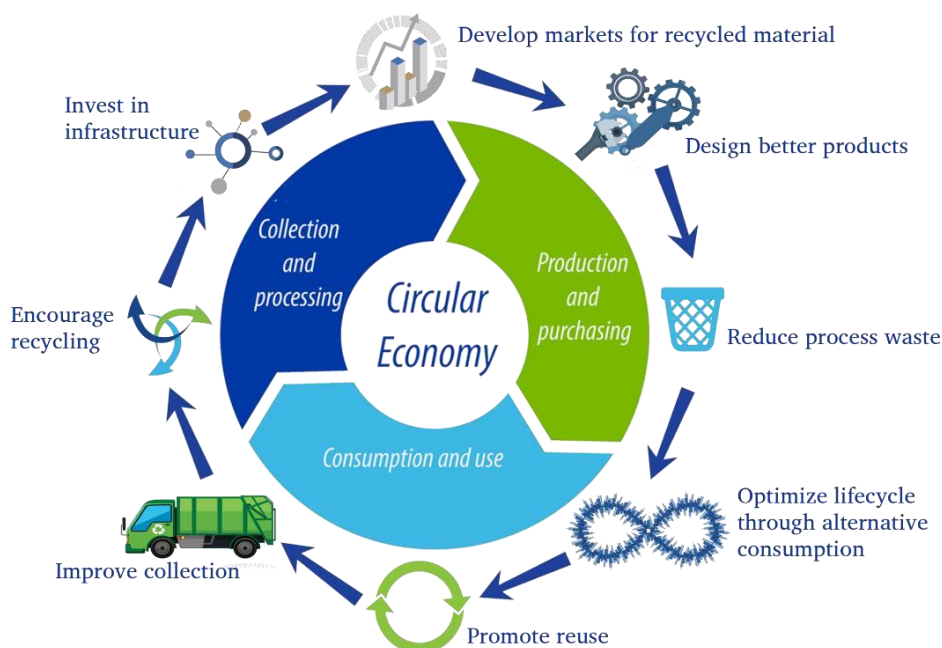 Develop markets for recycled material
Invest in
infrastructure
Design better products
Collection
and
processing
Production
and
purchasing
Circular
Economy
Encourage
recycling
Reduce process waste
Consumption and use
Optimize lifecycle
through alternative
consumption
Improve collection
Promote reuse